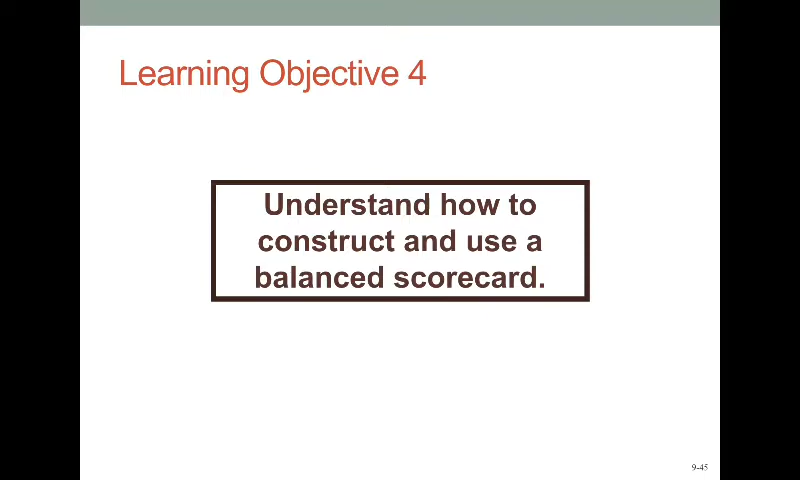 Learning Objective 4
Understand how to
construct and use a
balanced scorecard.
9-45